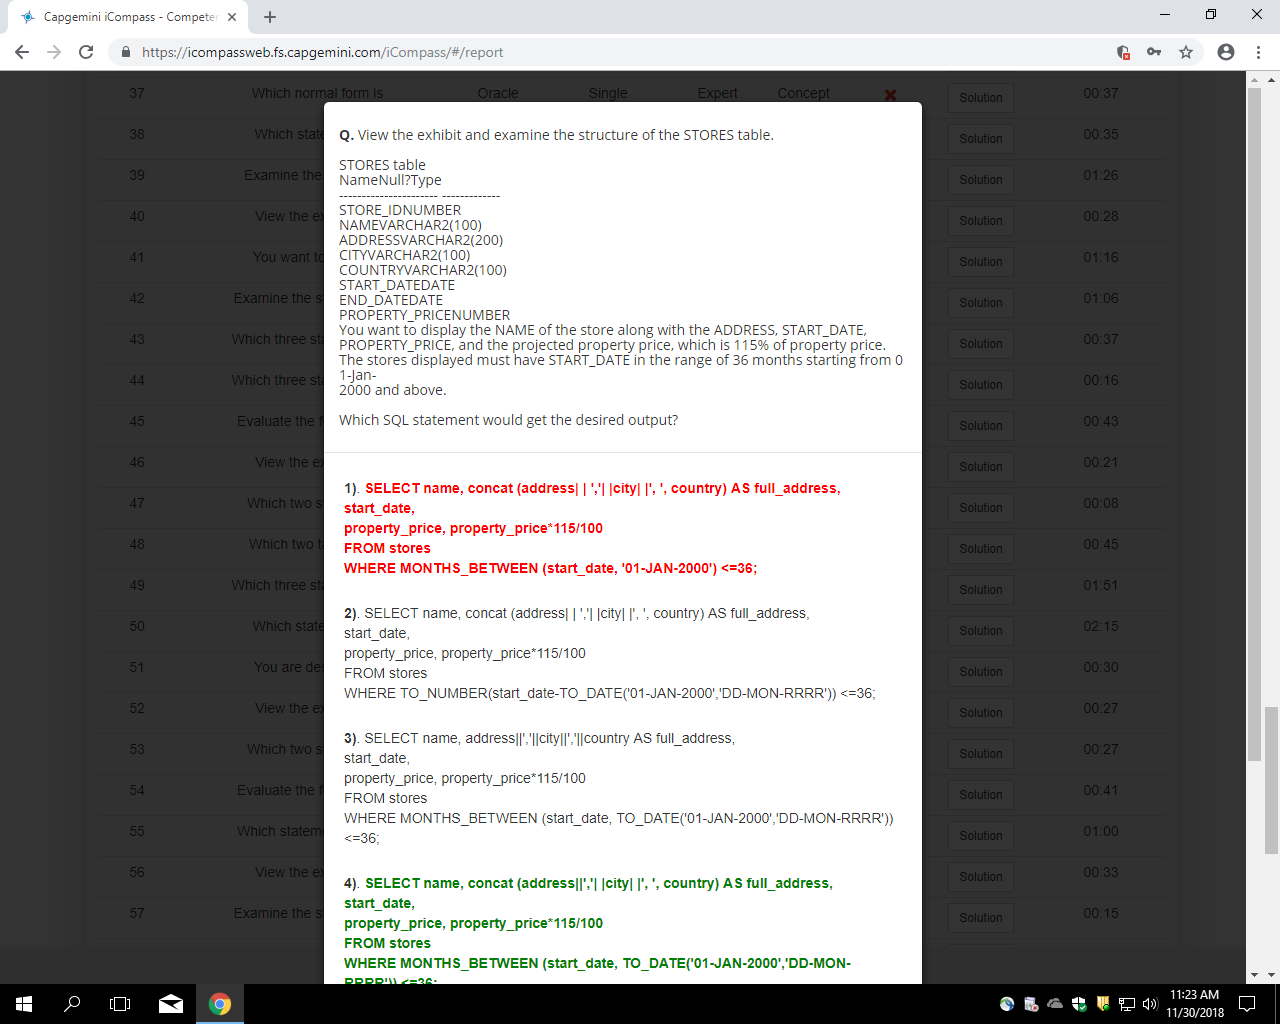 Capgemini iCompass - Competen
https://icompassweb.fs.capgemini.com/iCompass/#/report
37 Which normal form is Oracle Single Expert Concept Solution 00:37
38 Which state Solution 00:35
39 Examine the Solution 01:26
40 View the ex Solution 00:28
41 You want to Solution 01:16
42 Examine the s Solution 01:06
43 Which three sta Solution 00:37
44 Which three sta Solution 00:16
45 Evaluate the f Solution 00:43
46 View the ex Solution 00:21
47 Which two s Solution 00:08
48 Which two t Solution 00:45
49 Which three sta Solution 01:51
50 Which state Solution 02:15
51 You are de Solution 00:30
52 View the ex Solution 00:27
53 Which two s Solution 00:27
54 Evaluate the f Solution 00:41
55 Which statem Solution 01:00
56 View the ex Solution 00:33
57 Examine the s Solution 00:15
Q. View the exhibit and examine the structure of the STORES table.
STORES table
NameNull?Type
---------------------- -------------
STORE_IDNUMBER
NAMEVARCHAR2(100)
ADDRESSVARCHAR2(200)
CITYVARCHAR2(100)
COUNTRYVARCHAR2(100)
START_DATEDATE
END_DATEDATE
PROPERTY_PRICENUMBER
You want to display the NAME of the store along with the ADDRESS, START_DATE,
PROPERTY_PRICE, and the projected property price, which is 115% of property price.
The stores displayed must have START_DATE in the range of 36 months starting from 0
1-Jan-
2000 and above.
Which SQL statement would get the desired output?
1). SELECT name, concat (address| | ','| |city| |', ', country) AS full_address,
start_date,
property_price, property_price*115/100
FROM stores
WHERE MONTHS_BETWEEN (start_date, '01-JAN-2000') <=36;
2). SELECT name, concat (address| | ','| |city| |', ', country) AS full_address,
start_date,
property_price, property_price*115/100
FROM stores
WHERE TO_NUMBER(start_date-TO_DATE('01-JAN-2000','DD-MON-RRRR')) <=36;
3). SELECT name, address||','||city||','||country AS full_address,
start_date,
property_price, property_price*115/100
FROM stores
WHERE MONTHS_BETWEEN (start_date, TO_DATE('01-JAN-2000','DD-MON-RRRR'))
<=36;
4). SELECT name, concat (address||','| |city| |', ', country) AS full_address,
start_date,
property_price, property_price*115/100
FROM stores
WHERE MONTHS_BETWEEN (start_date, TO_DATE('01-JAN-2000','DD-MON-
RRRR')) <=36;
11:23 AM
11/30/2018